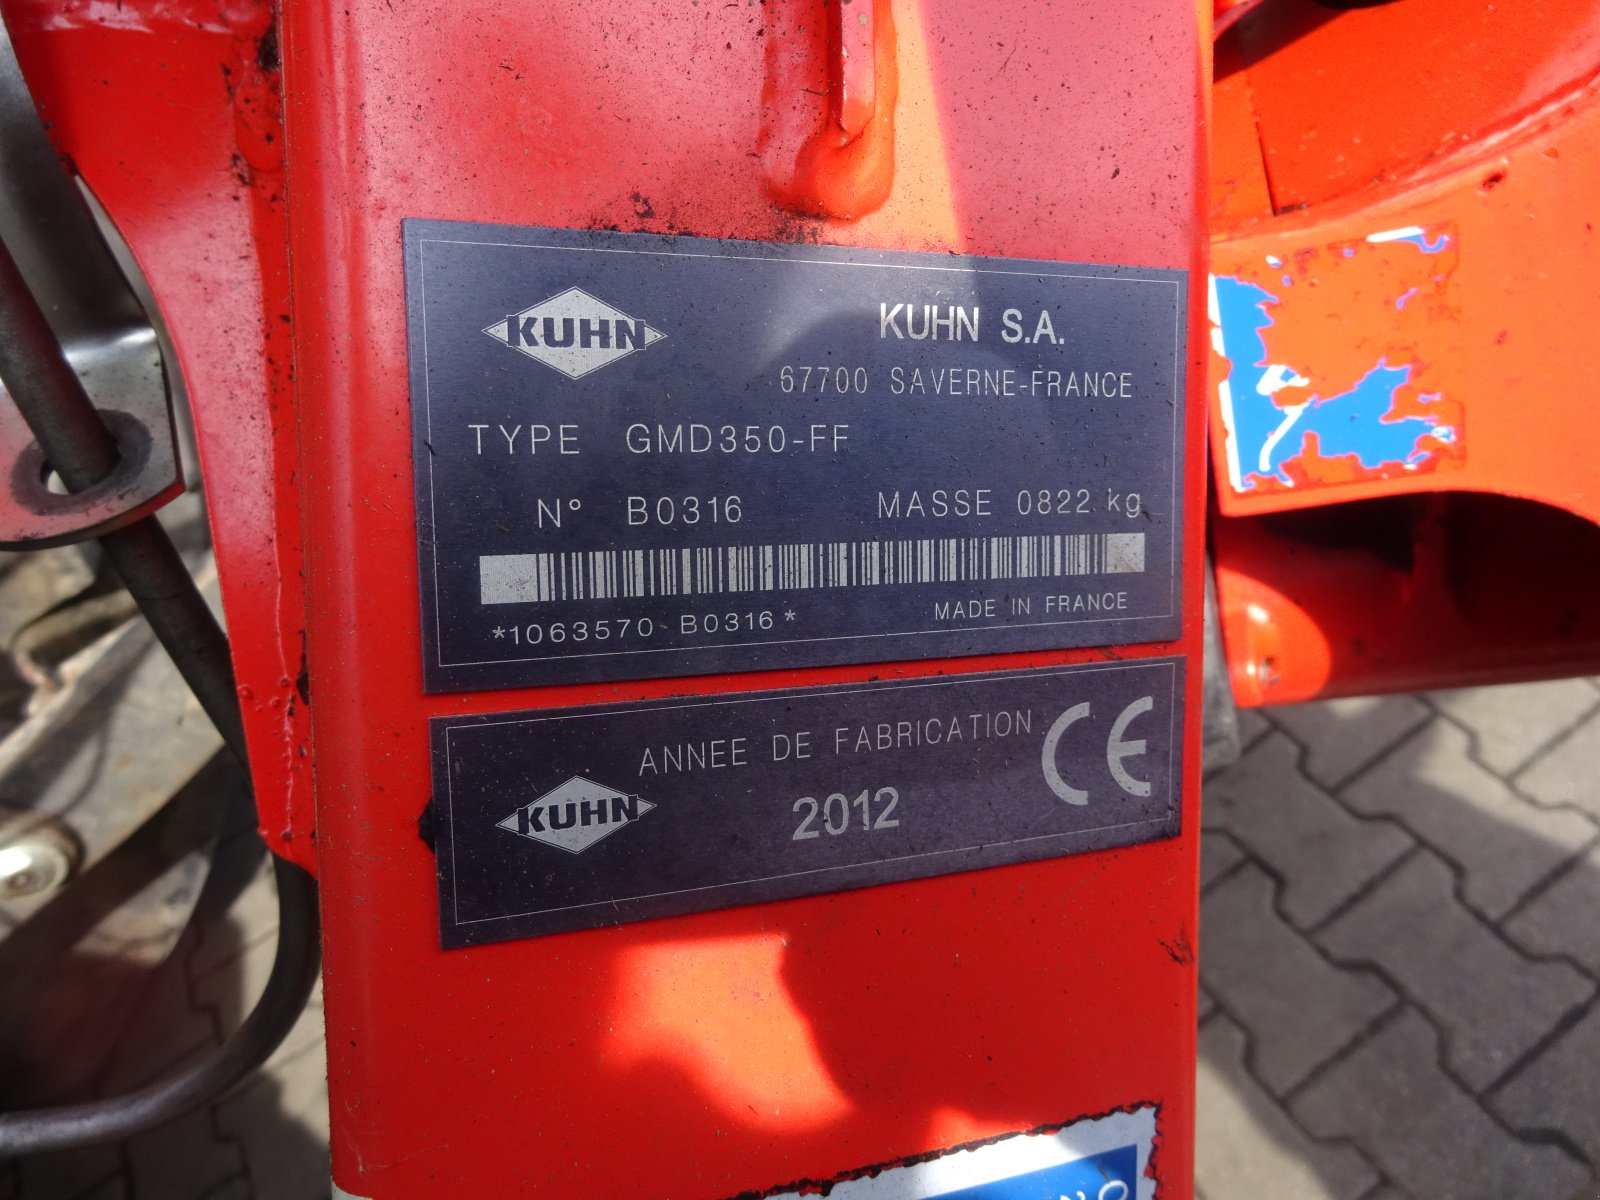 KUHN
KUHN S.A.
67700 SAVERNE-FRANCE
TYPE GMD350-FF
N° B0316 MASSE 0822 kg
*1063570 B0316*
MADE IN FRANCE
ANNEE DE FABRICATION
CE
KUHN
2012